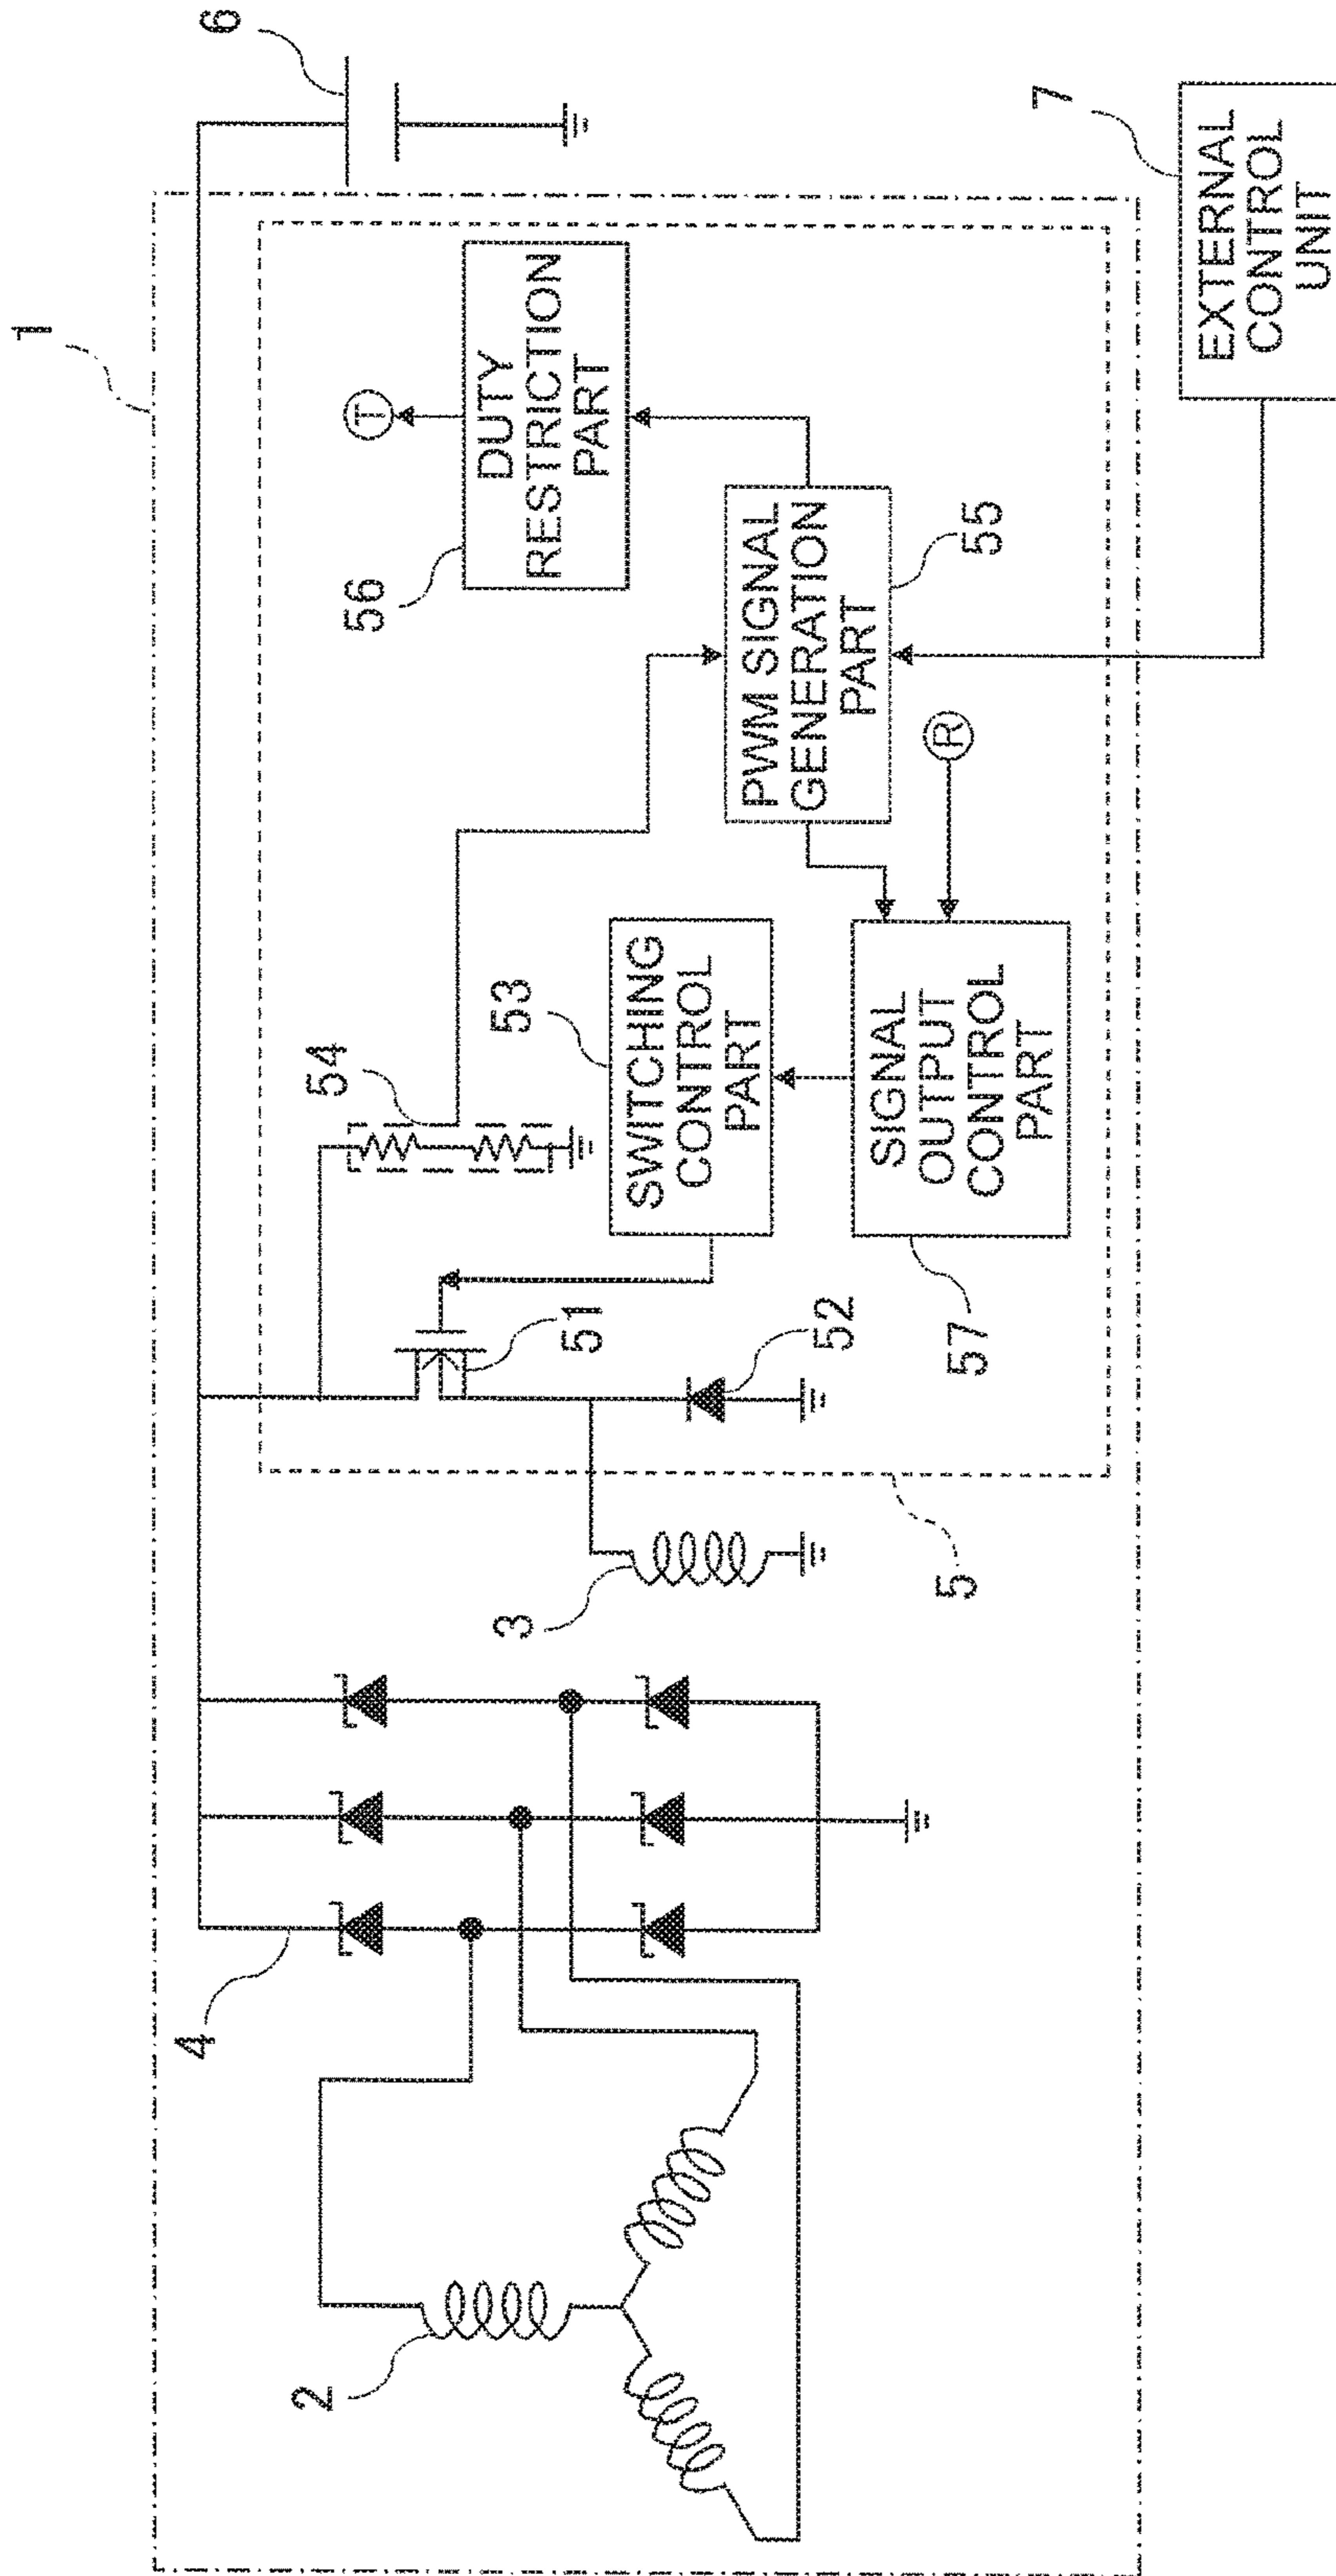 1
6
4
2
3
54
51
52
53
SWITCHING
CONTROL
PART
57
SIGNAL
OUTPUT
CONTROL
PART
T
56
DUTY
RESTRICTION
PART
55
PWM SIGNAL
GENERATION
PART
R
5
7
EXTERNAL
CONTROL
UNIT